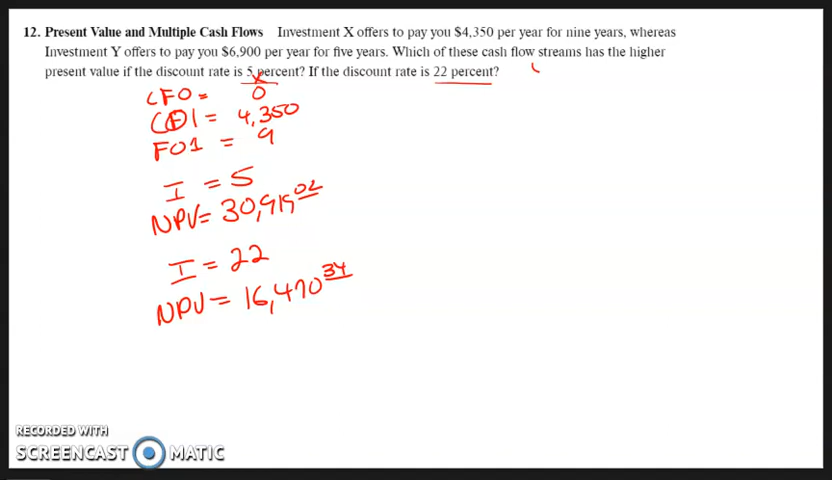 12. Present Value and Multiple Cash Flows Investment X offers to pay you $4,350 per year for nine years, whereas
Investment Y offers to pay you $6,900 per year for five years. Which of these cash flow streams has the higher
present value if the discount rate is 5 percent? If the discount rate is 22 percent?
X
CFO = 0
C01 = 4,350
F01 = 9
I = 5
NPV = 30,919 02
I = 22
NPV = 16,470 34
RECORDED WITH
SCREENCAST MATIC